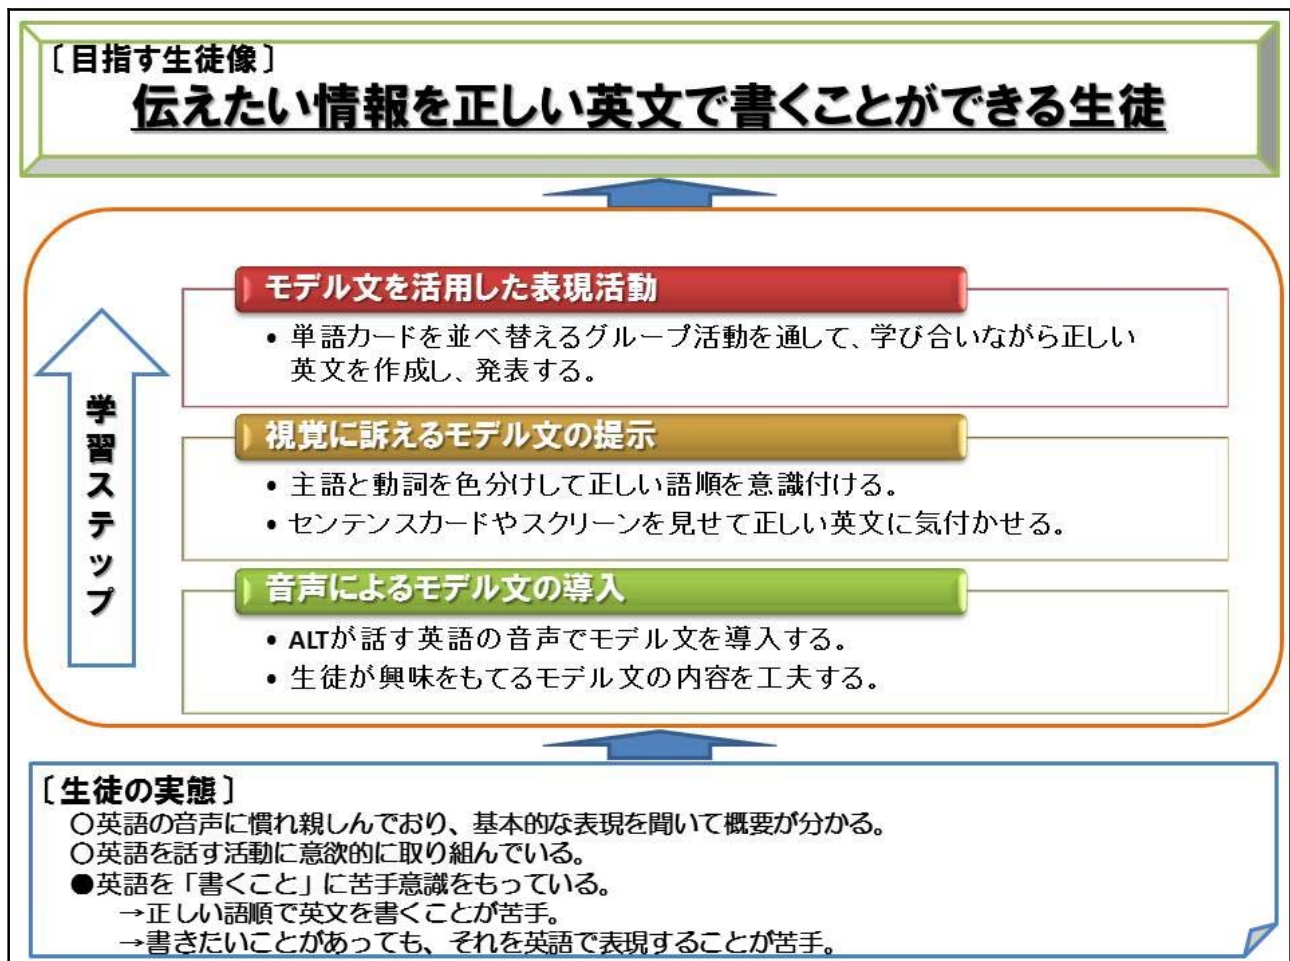 〔目指す生徒像〕
伝えたい情報を正しい英文で書くことができる生徒
学習ステップ
モデル文を活用した表現活動
• 単語カードを並べ替えるグループ活動を通して、学び合いながら正しい
英文を作成し、発表する。
視覚に訴えるモデル文の提示
• 主語と動詞を色分けして正しい語順を意識付ける。
• センテンスカードやスクリーンを見せて正しい英文に気付かせる。
音声によるモデル文の導入
• ALTが話す英語の音声でモデル文を導入する。
• 生徒が興味をもてるモデル文の内容を工夫する。
〔生徒の実態〕
○英語の音声に慣れ親しんでおり、基本的な表現を聞いて概要が分かる。
○英語を話す活動に意欲的に取り組んでいる。
●英語を「書くこと」に苦手意識をもっている。
→正しい語順で英文を書くことが苦手。
→書きたいことがあっても、それを英語で表現することが苦手。